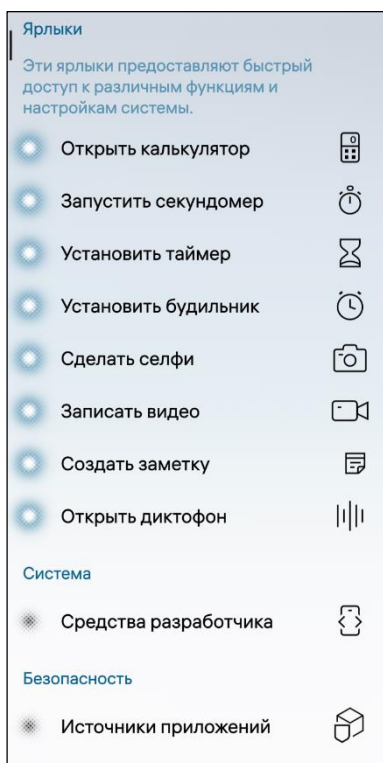 Ярлыки
Эти ярлыки предоставляют быстрый
доступ к различным функциям и
настройкам системы.
Открыть калькулятор
Запустить секундомер
Установить таймер
Установить будильник
Сделать селфи
Записать видео
Создать заметку
Открыть диктофон
Система
Средства разработчика
Безопасность
Источники приложений